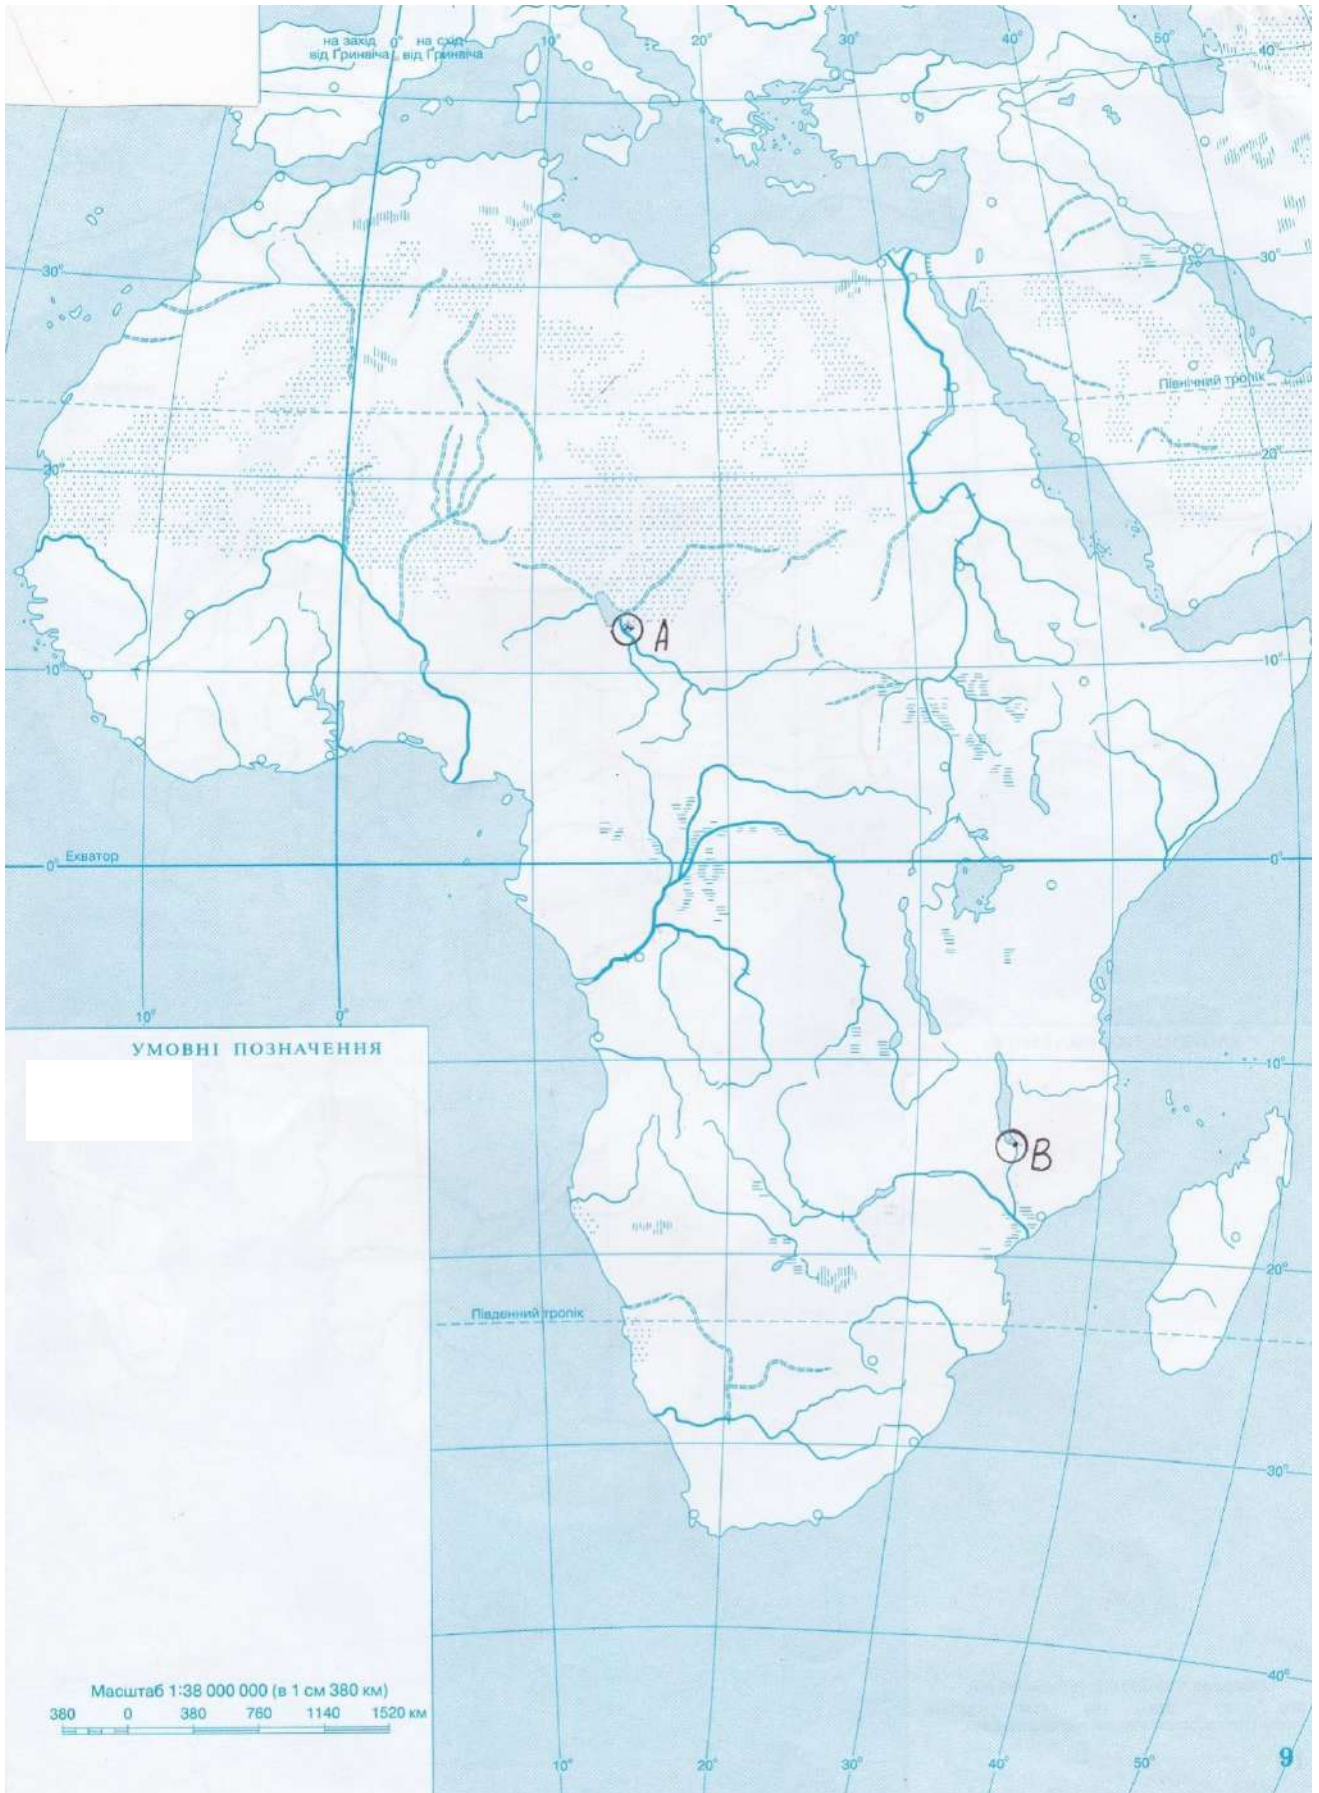 на захід 0° на схід
від Ґринвіча від Ґринвіча
10°
20°
30°
40°
50°
40°
30°
30°
Північний тропік
20°
20°
A
10°
10°
Екватор
0°
0°
10°
0°
УМОВНІ ПОЗНАЧЕННЯ
10°
B
20°
Південний тропік
30°
40°
Масштаб 1:38 000 000 (в 1 см 380 км)
380 0 380 760 1140 1520 км
10°
20°
30°
40°
50°
9